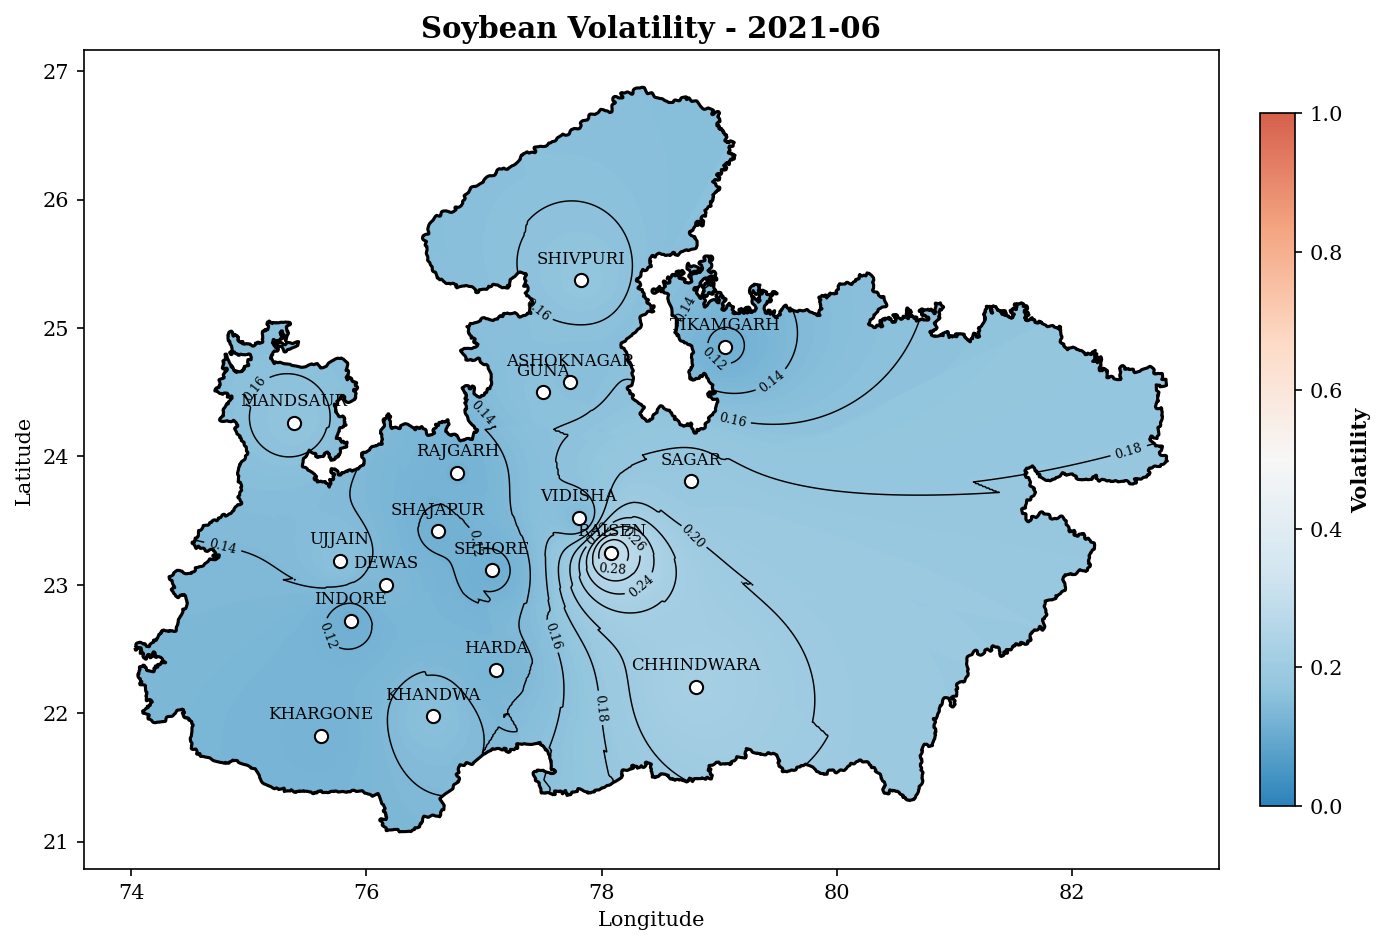 Soybean Volatility - 2021-06
27
26
25
24
23
22
21
Latitude
74
76
78
80
82
Longitude
1.0
0.8
0.6
0.4
0.2
0.0
Volatility
SHIVPURI
0.16
0.14
TIKAMGARH
0.12
0.14
0.16
ASHOKNAGAR
GUNA
0.16
MANDSAUR
0.14
RAJGARH
SAGAR
0.18
VIDISHA
SHAJAPUR
RAISEN
0.26
0.20
UJJAIN
0.14
SEHORE
DEWAS
0.28
0.24
INDORE
0.12
0.16
HARDA
CHHINDWARA
KHANDWA
0.18
KHARGONE